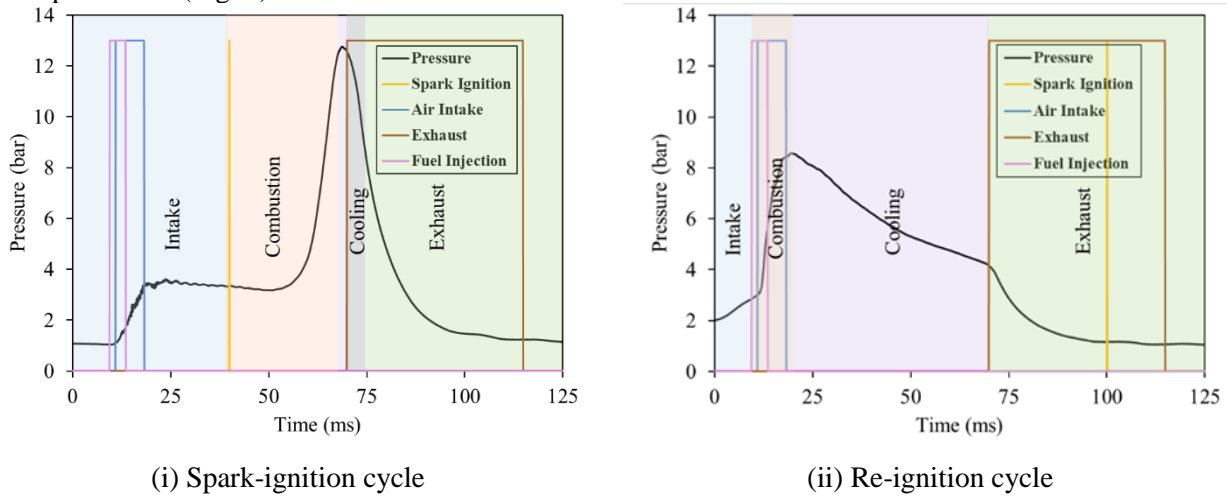 14
12
10
8
6
4
2
0
Pressure (bar)
0
25
50
75
100
125
Time (ms)
Intake
Combustion
Cooling
Exhaust
Pressure
Spark Ignition
Air Intake
Exhaust
Fuel Injection
(i) Spark-ignition cycle
14
12
10
8
6
4
2
0
Pressure (bar)
0
25
50
75
100
125
Time (ms)
Intake
Combustion
Cooling
Exhaust
Pressure
Spark Ignition
Air Intake
Exhaust
Fuel Injection
(ii) Re-ignition cycle